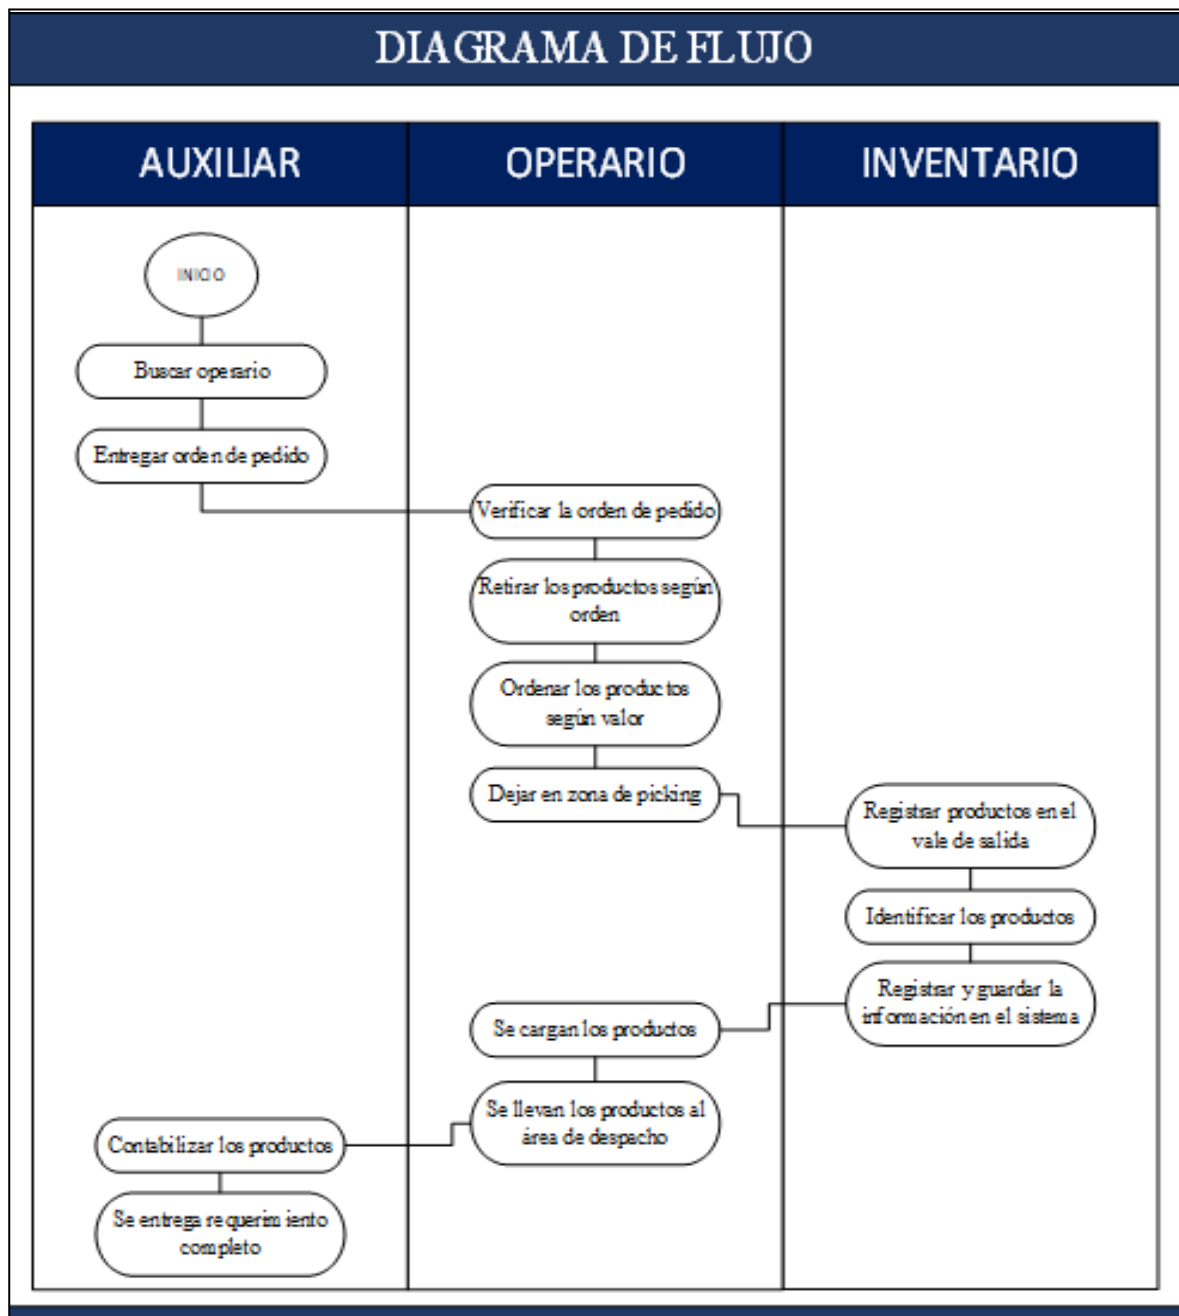 DIAGRAMA DE FLUJO
AUXILIAR
OPERARIO
INVENTARIO
INICIO
Buscar operario
Entregar orden de pedido
Verificar la orden de pedido
Retirar los productos según
orden
Ordenar los productos
según valor
Dejar en zona de picking
Registrar productos en el
vale de salida
Identificar los productos
Registrar y guardar la
información en el sistema
Se cargan los productos
Se llevan los productos al
área de despacho
Contabilizar los productos
Se entrega requerimiento
completo